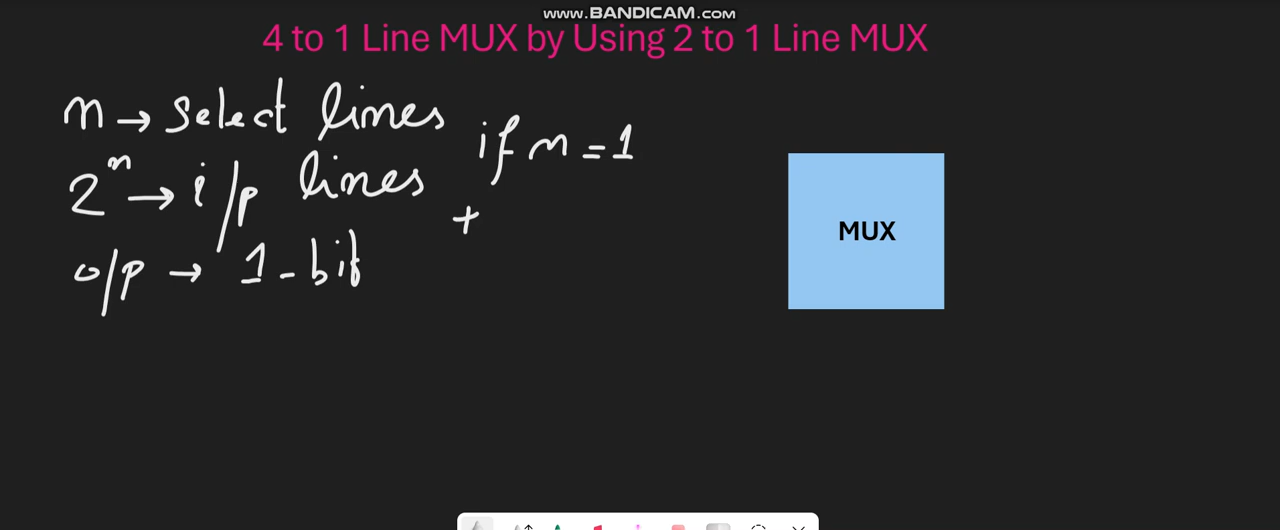 www.BANDICAM.com
4 to 1 Line MUX by Using 2 to 1 Line MUX
n → select lines
if n = 1
2^n → i/p lines
+
o/p → 1-bit
MUX